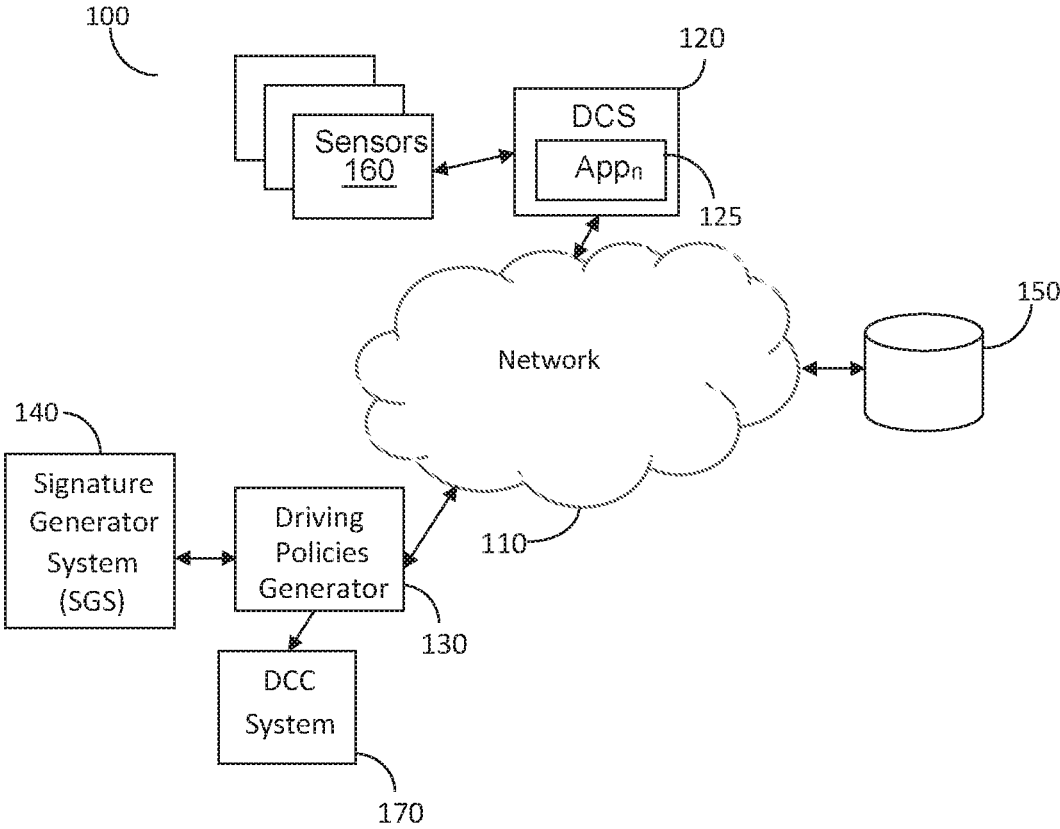 100
120
DCS
Sensors
160
Appn
125
150
Network
140
Signature
Generator
System
(SGS)
Driving
Policies
Generator
110
130
DCC
System
170